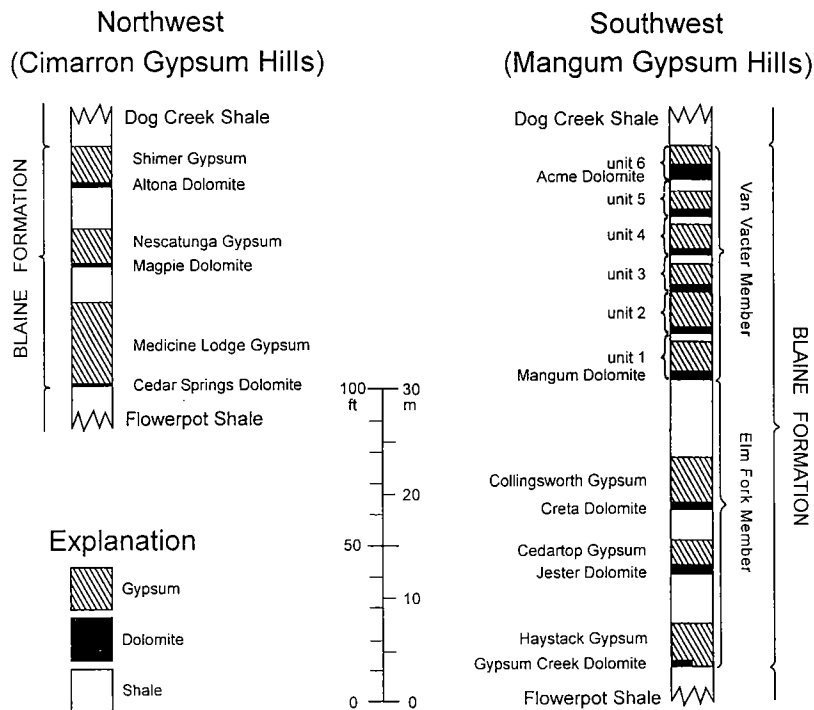 Northwest
(Cimarron Gypsum Hills)
BLAINE FORMATION
Dog Creek Shale
Shimer Gypsum
Altona Dolomite
Nescatunga Gypsum
Magpie Dolomite
Medicine Lodge Gypsum
Cedar Springs Dolomite
Flowerpot Shale
Explanation
Gypsum
Dolomite
Shale
100 30
ft m
20
50
10
0 0
Southwest
(Mangum Gypsum Hills)
Dog Creek Shale
unit 6
Acme Dolomite
unit 5
unit 4
unit 3
unit 2
unit 1
Mangum Dolomite
Collingsworth Gypsum
Creta Dolomite
Cedartop Gypsum
Jester Dolomite
Haystack Gypsum
Gypsum Creek Dolomite
Flowerpot Shale
Van Vacter Member
Elm Fork Member
BLAINE FORMATION